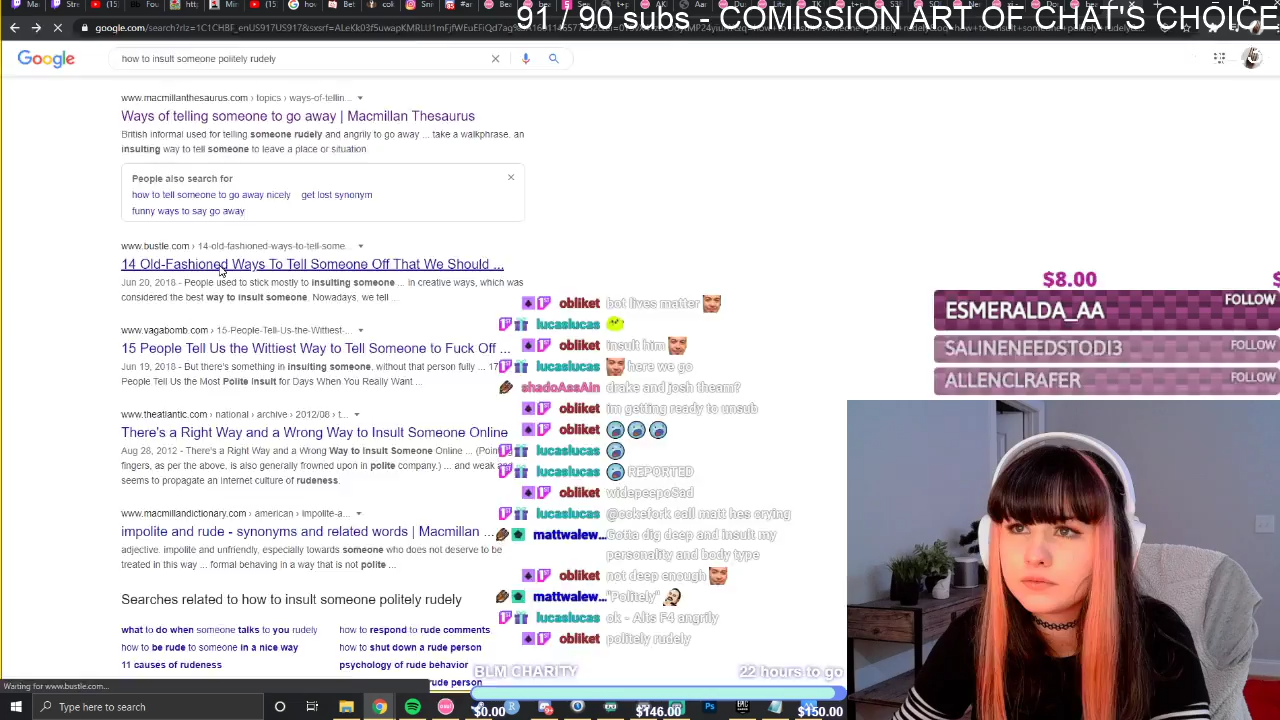 91 / 90 subs - COMISSION ART OF CHAT'S CHOICE
Google
how to insult someone politely rudely
www.macmillanthesaurus.com › topics › ways-of-tellin...
Ways of telling someone to go away | Macmillan Thesaurus
British informal used for telling someone rudely and angrily to go away ... take a walkphrase. an
insulting way to tell someone to leave a place or situation
People also search for
how to tell someone to go away nicely
get lost synonym
funny ways to say go away
www.bustle.com › 14-old-fashioned-ways-to-tell-some...
14 Old-Fashioned Ways To Tell Someone Off That We Should ...
Jun 20, 2018 - People used to stick mostly to insulting someone ... in creative ways, which was
considered the best way to insult someone. Nowadays, we tell ...
www.vagabomb.com › 15-People-Tell-Us-the-Wittiest-...
15 People Tell Us the Wittiest Way to Tell Someone to Fuck Off ...
Jun 19, 2018 - But there's something in insulting someone, without that person fully ... 17
People Tell Us the Most Polite Insult for Days When You Really Want ...
www.theatlantic.com › national › archive › 2012/08 › t...
There's a Right Way and a Wrong Way to Insult Someone Online
Aug 28, 2012 - There's a Right Way and a Wrong Way to Insult Someone Online ... (Poin
fingers, as per the above, is also generally frowned upon in polite company.) ... and weak
seems to propagate an internet culture of rudeness.
www.macmillandictionary.com › american › impolite-a...
impolite and rude - synonyms and related words | Macmillan ...
adjective. impolite and unfriendly, especially towards someone who does not deserve to be
treated in this way ... formal behaving in a way that is not polite ...
Searches related to how to insult someone politely rudely
what to do when someone talks to you rudely
how to respond to rude comments
how to be rude to someone in a nice way
how to shut down a rude person
11 causes of rudeness
psychology of rude behavior
rude person
Waiting for www.bustle.com...
Type here to search
obliket bot lives matter
lucaslucas
obliket insult him
lucaslucas here we go
shadoAssAin drake and josh theam?
obliket im getting ready to unsub
obliket
lucaslucas
lucaslucas REPORTED
obliket widepeepoSad
lucaslucas @cokefork call matt hes crying
mattwalew... Gotta dig deep and insult my
personality and body type
obliket not deep enough
mattwalew... "Politely"
lucaslucas ok - Alts F4 angrily
obliket politely rudely
BLM CHARITY
22 hours to go
$0.00
$146.00
$150.00
$8.00
ESMERALDA_AA FOLLOW
SALINENEEDSTODI3 FOLLOW
ALLENCLRAFER FOLLOW